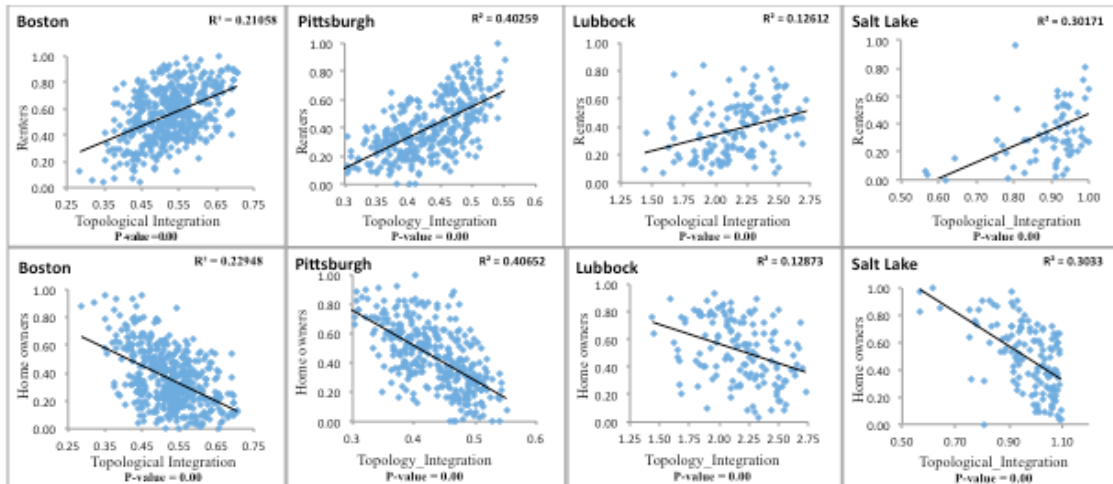 Boston
R² = 0.21058
Renters
1.00
0.80
0.60
0.40
0.20
0.00
0.25 0.35 0.45 0.55 0.65 0.75
Topological Integration
P-value =0.00
Pittsburgh
R² = 0.40259
Renters
1.00
0.80
0.60
0.40
0.20
0.00
0.3 0.35 0.4 0.45 0.5 0.55 0.6
Topology_Integration
P-value = 0.00
Lubbock
R² = 0.12612
Renters
1.00
0.80
0.60
0.40
0.20
0.00
1.25 1.50 1.75 2.00 2.25 2.50 2.75
Topological Integration
P-value = 0.00
Salt Lake
R² = 0.30171
Renters
1.00
0.80
0.60
0.40
0.20
0.00
0.50 0.60 0.70 0.80 0.90 1.00
Topological_Integration
P-value 0.00
Boston
R² = 0.22948
Home owners
1.00
0.80
0.60
0.40
0.20
0.00
0.25 0.35 0.45 0.55 0.65 0.75
Topological Integration
P-value = 0.00
Pittsburgh
R² = 0.40652
Home owners
1.00
0.80
0.60
0.40
0.20
0.00
0.3 0.4 0.5 0.6
Topology_Integration
P-value = 0.00
Lubbock
R² = 0.12873
Home owners
1.00
0.80
0.60
0.40
0.20
0.00
1.25 1.50 1.75 2.00 2.25 2.50 2.75
Topological Integration
P-value = 0.00
Salt Lake
R² = 0.3033
Home owners
1.00
0.80
0.60
0.40
0.20
0.00
0.50 0.70 0.90 1.10
Topological_Integration
P-value = 0.00